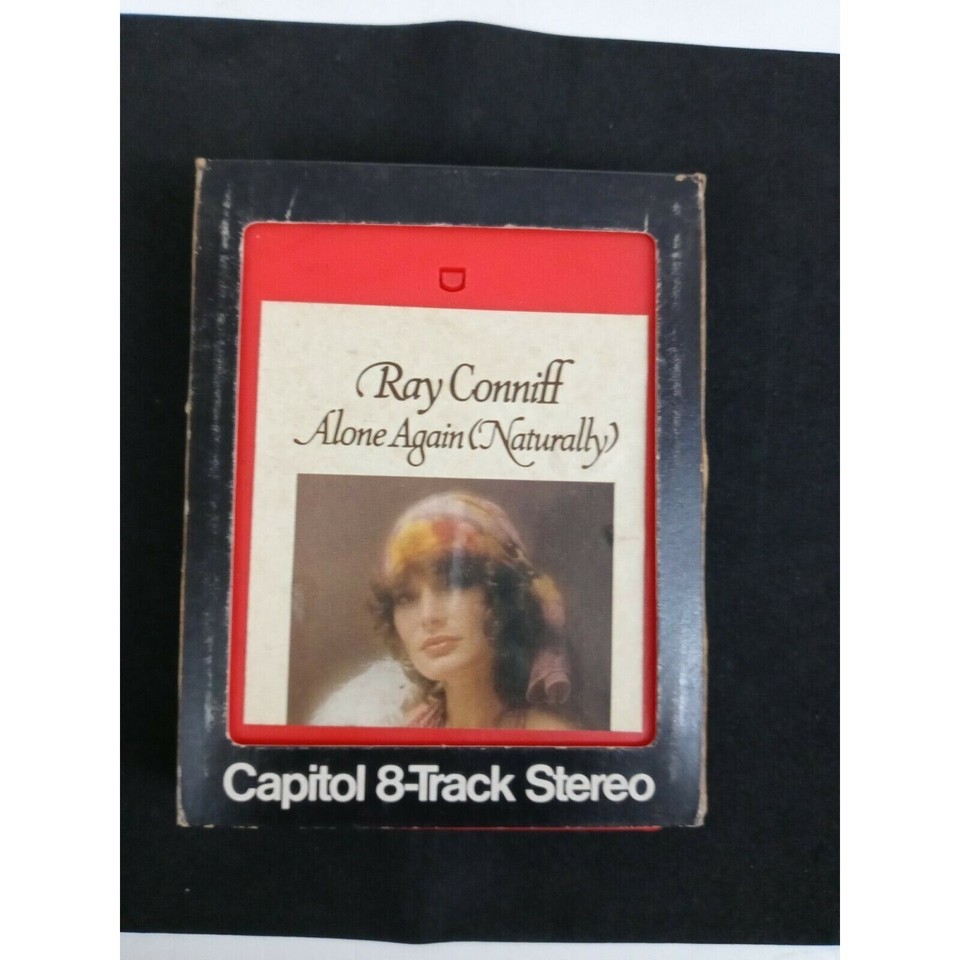 Ray Conniff
Alone Again (Naturally)
Capitol 8-Track Stereo